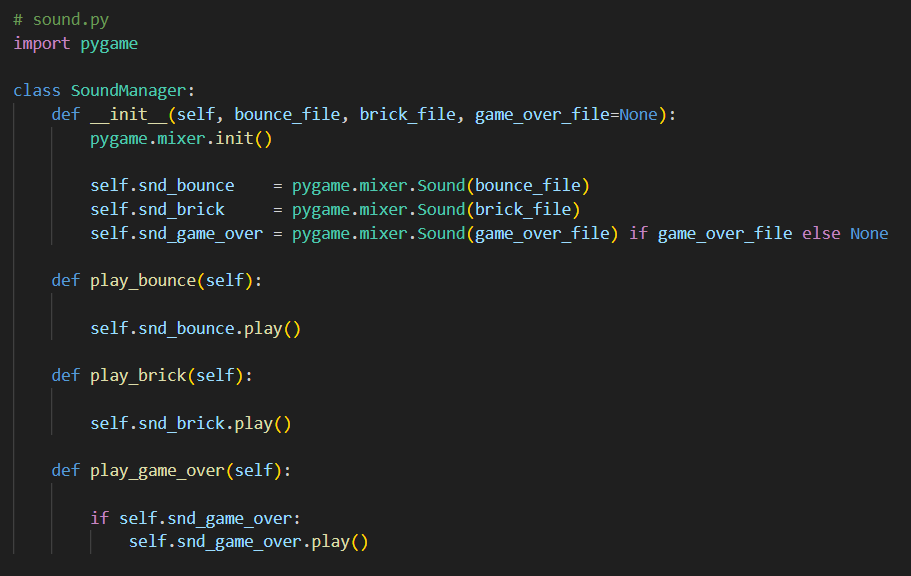 # sound.py
import pygame

class SoundManager:
    def __init__(self, bounce_file, brick_file, game_over_file=None):
        pygame.mixer.init()

        self.snd_bounce    = pygame.mixer.Sound(bounce_file)
        self.snd_brick     = pygame.mixer.Sound(brick_file)
        self.snd_game_over = pygame.mixer.Sound(game_over_file) if game_over_file else None

    def play_bounce(self):

        self.snd_bounce.play()

    def play_brick(self):

        self.snd_brick.play()

    def play_game_over(self):

        if self.snd_game_over:
            self.snd_game_over.play()